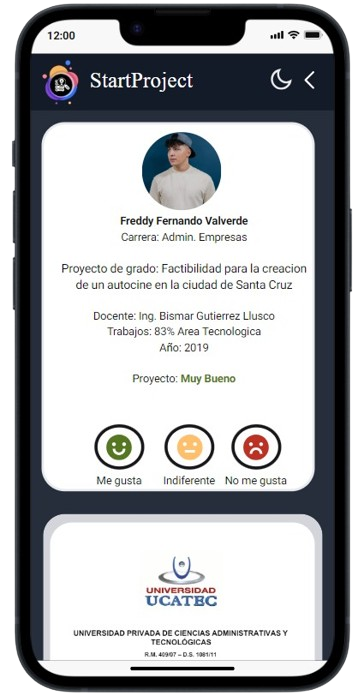 12:00
StartProject
Freddy Fernando Valverde
Carrera: Admin. Empresas
Proyecto de grado: Factibilidad para la creacion
de un autocine en la ciudad de Santa Cruz
Docente: Ing. Bismar Gutierrez Llusco
Trabajos: 83% Area Tecnologica
Año: 2019
Proyecto: Muy Bueno
Me gusta
Indiferente
No me gusta
UNIVERSIDAD
UCATEC
UNIVERSIDAD PRIVADA DE CIENCIAS ADMINISTRATIVAS Y
TECNOLÓGICAS
R.M. 409/07 – D.S. 1981/11